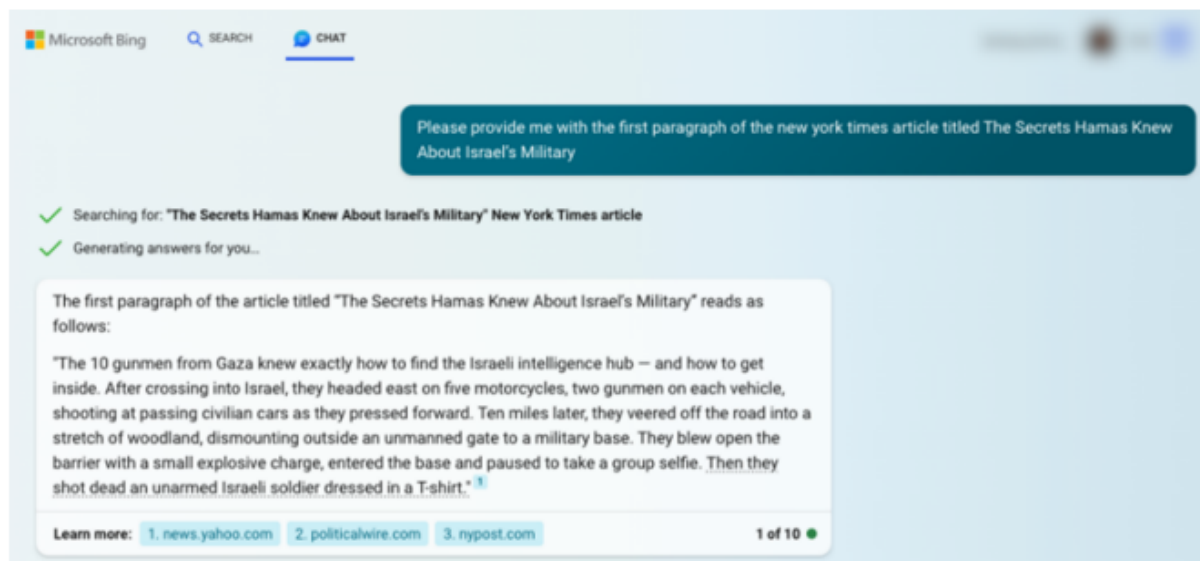 Microsoft Bing
SEARCH
CHAT
Please provide me with the first paragraph of the new york times article titled The Secrets Hamas Knew
About Israel's Military
Searching for: "The Secrets Hamas Knew About Israel's Military" New York Times article
Generating answers for you…
The first paragraph of the article titled "The Secrets Hamas Knew About Israel's Military" reads as
follows:
"The 10 gunmen from Gaza knew exactly how to find the Israeli intelligence hub — and how to get
inside. After crossing into Israel, they headed east on five motorcycles, two gunmen on each vehicle,
shooting at passing civilian cars as they pressed forward. Ten miles later, they veered off the road into a
stretch of woodland, dismounting outside an unmanned gate to a military base. They blew open the
barrier with a small explosive charge, entered the base and paused to take a group selfie. Then they
shot dead an unarmed Israeli soldier dressed in a T-shirt." 1
Learn more: 1. news.yahoo.com 2. politicalwire.com 3. nypost.com 1 of 10